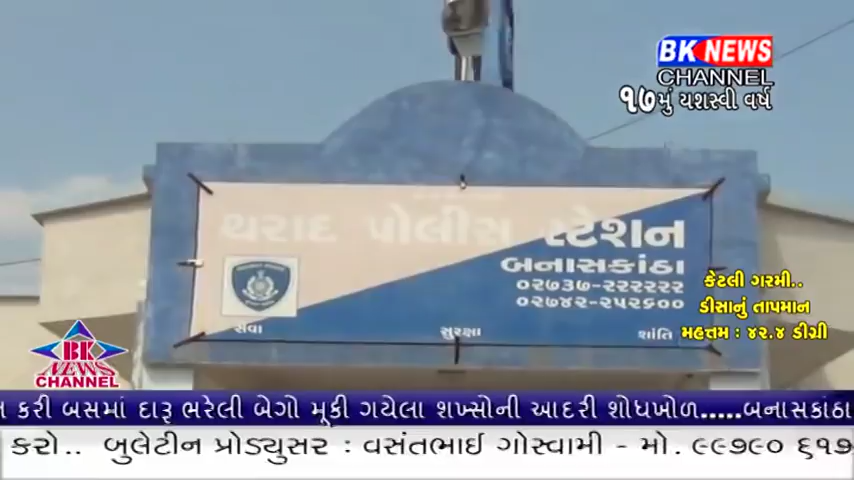 BK NEWS
CHANNEL
૧૭મું યશસ્વી વર્ષ
થરાદ પોલીસ સ્ટેશન
બનાસકાંઠા
૦૨૭૩૭-૨૨૨૨૨૨
૦૨૭૪૨-૨૫૨૬૦૦
સેવા સુરક્ષા શાંતિ
કેટલી ગરમી..
ડીસાનું તાપમાન
મહત્તમ : ૪૨.૪ ડીગ્રી
BK
NEWS
CHANNEL
કરી બસમાં દારૂ ભરેલી બેગો મૂકી ગયેલા શખ્સોની આદરી શોધખોળ.....બનાસકાંઠા
કરો.. બુલેટીન પ્રોડ્યુસર : વસંતભાઈ ગોસ્વામી - મો. ૯૯૭૯૦ ૬૧૭